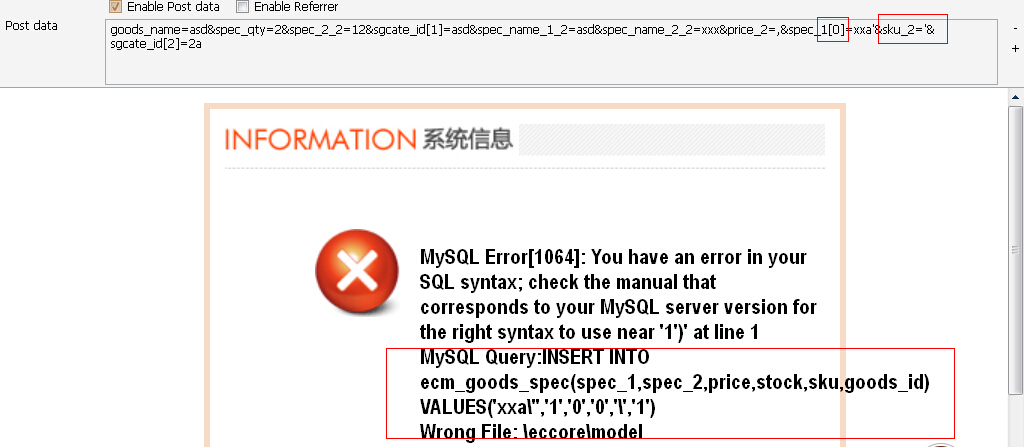 Enable Post data Enable Referrer
Post data
goods_name=asd&spec_qty=2&spec_2_2=12&sgcate_id[1]=asd&spec_name_1_2=asd&spec_name_2_2=xxx&price_2=,&spec_1[0]=xxa'&sku_2='&
sgcate_id[2]=2a
-
+
INFORMATION 系统信息
MySQL Error[1064]: You have an error in your
SQL syntax; check the manual that
corresponds to your MySQL server version for
the right syntax to use near '1')' at line 1
MySQL Query:INSERT INTO
ecm_goods_spec(spec_1,spec_2,price,stock,sku,goods_id)
VALUES('xxa\'','1','0','0','\','1')
Wrong File: \eccore\model